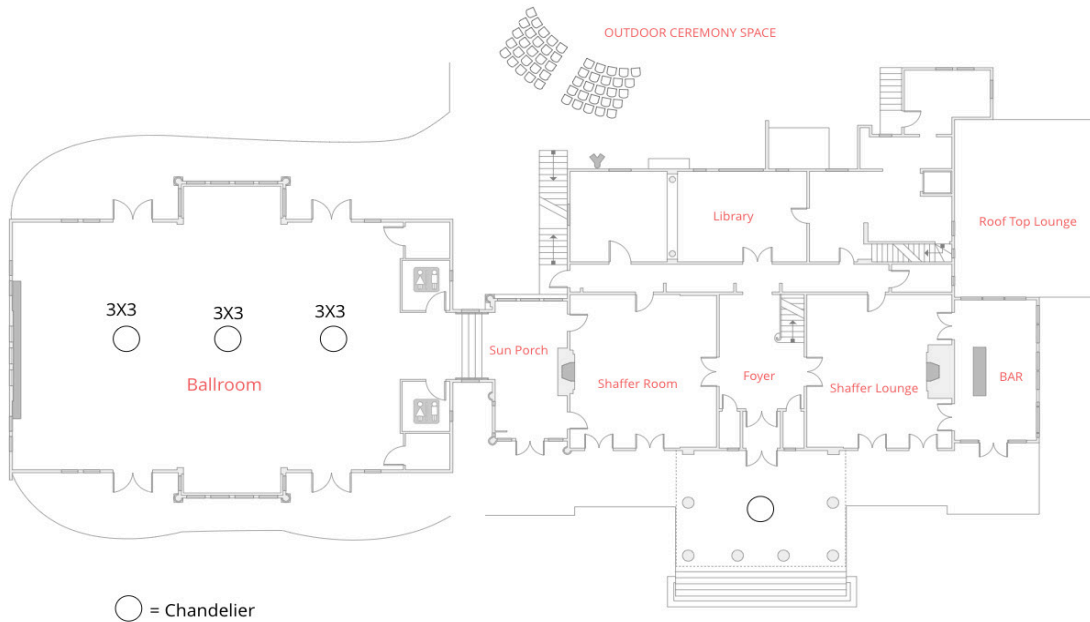 OUTDOOR CEREMONY SPACE
Library
Roof Top Lounge
3X3
3X3
3X3
Sun Porch
Ballroom
Shaffer Room
Foyer
Shaffer Lounge
BAR
= Chandelier